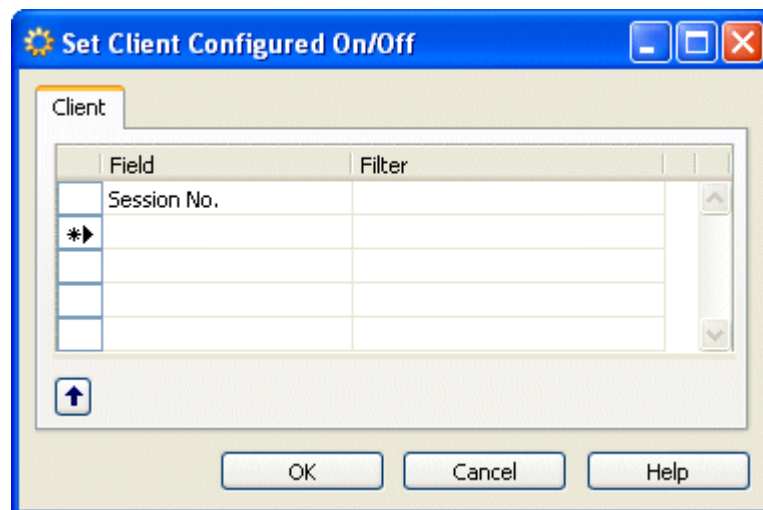 Set Client Configured On/Off
Client
Field Filter
Session No.
OK Cancel Help